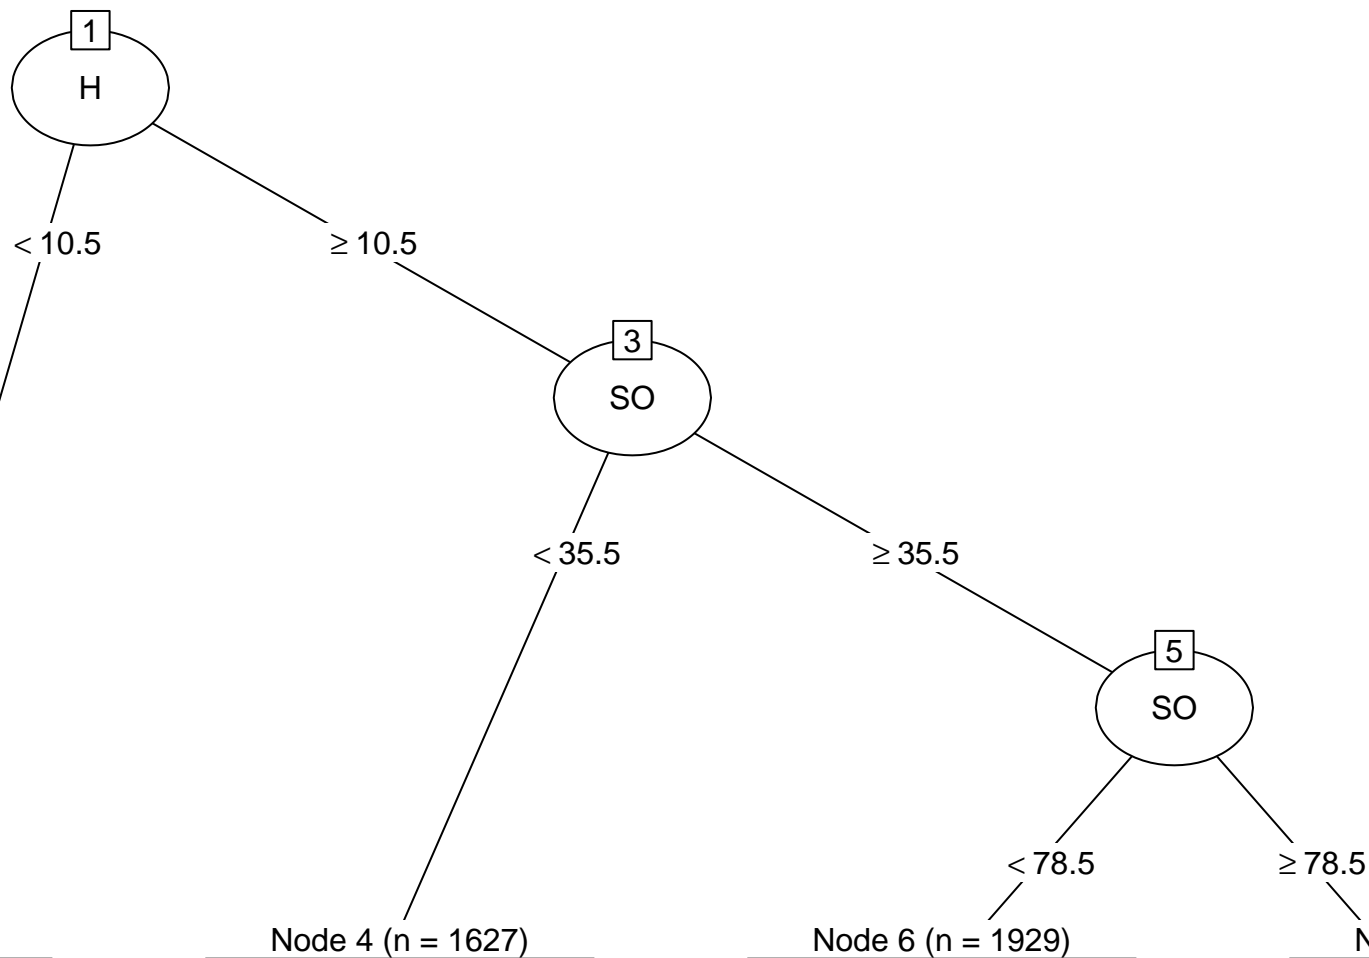 1
H
< 10.5
≥ 10.5
3
SO
< 35.5
≥ 35.5
5
SO
< 78.5
≥ 78.5
Node 4 (n = 1627)
Node 6 (n = 1929)